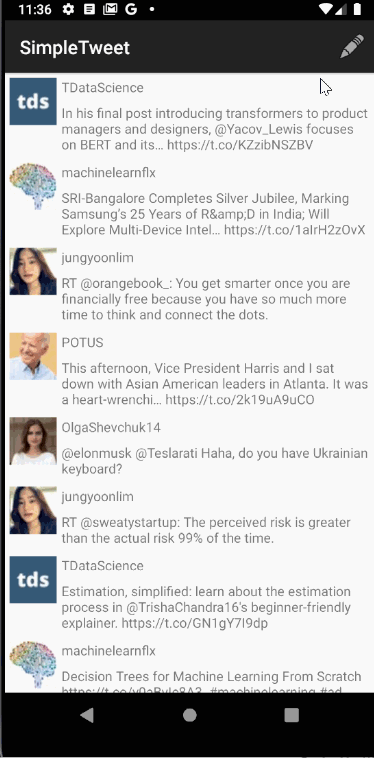 11:36
SimpleTweet
tds
TDataScience
In his final post introducing transformers to product
managers and designers, @Yacov_Lewis focuses
on BERT and its… https://t.co/KZzibNSZBV
machinelearnflx
SRI-Bangalore Completes Silver Jubilee, Marking
Samsung's 25 Years of R&amp;D in India; Will
Explore Multi-Device Intel… https://t.co/1aIrH2zOvX
jungyoonlim
RT @orangebook_: You get smarter once you are
financially free because you have so much more
time to think and connect the dots.
POTUS
This afternoon, Vice President Harris and I sat
down with Asian American leaders in Atlanta. It was
a heart-wrenchi… https://t.co/2k19uA9uCO
OlgaShevchuk14
@elonmusk @Teslarati Haha, do you have Ukrainian
keyboard?
jungyoonlim
RT @sweatystartup: The perceived risk is greater
than the actual risk 99% of the time.
tds
TDataScience
Estimation, simplified: learn about the estimation
process in @TrishaChandra16's beginner-friendly
explainer. https://t.co/GN1gY7I9dp
machinelearnflx
Decision Trees for Machine Learning From Scratch
#machinelearning #ad